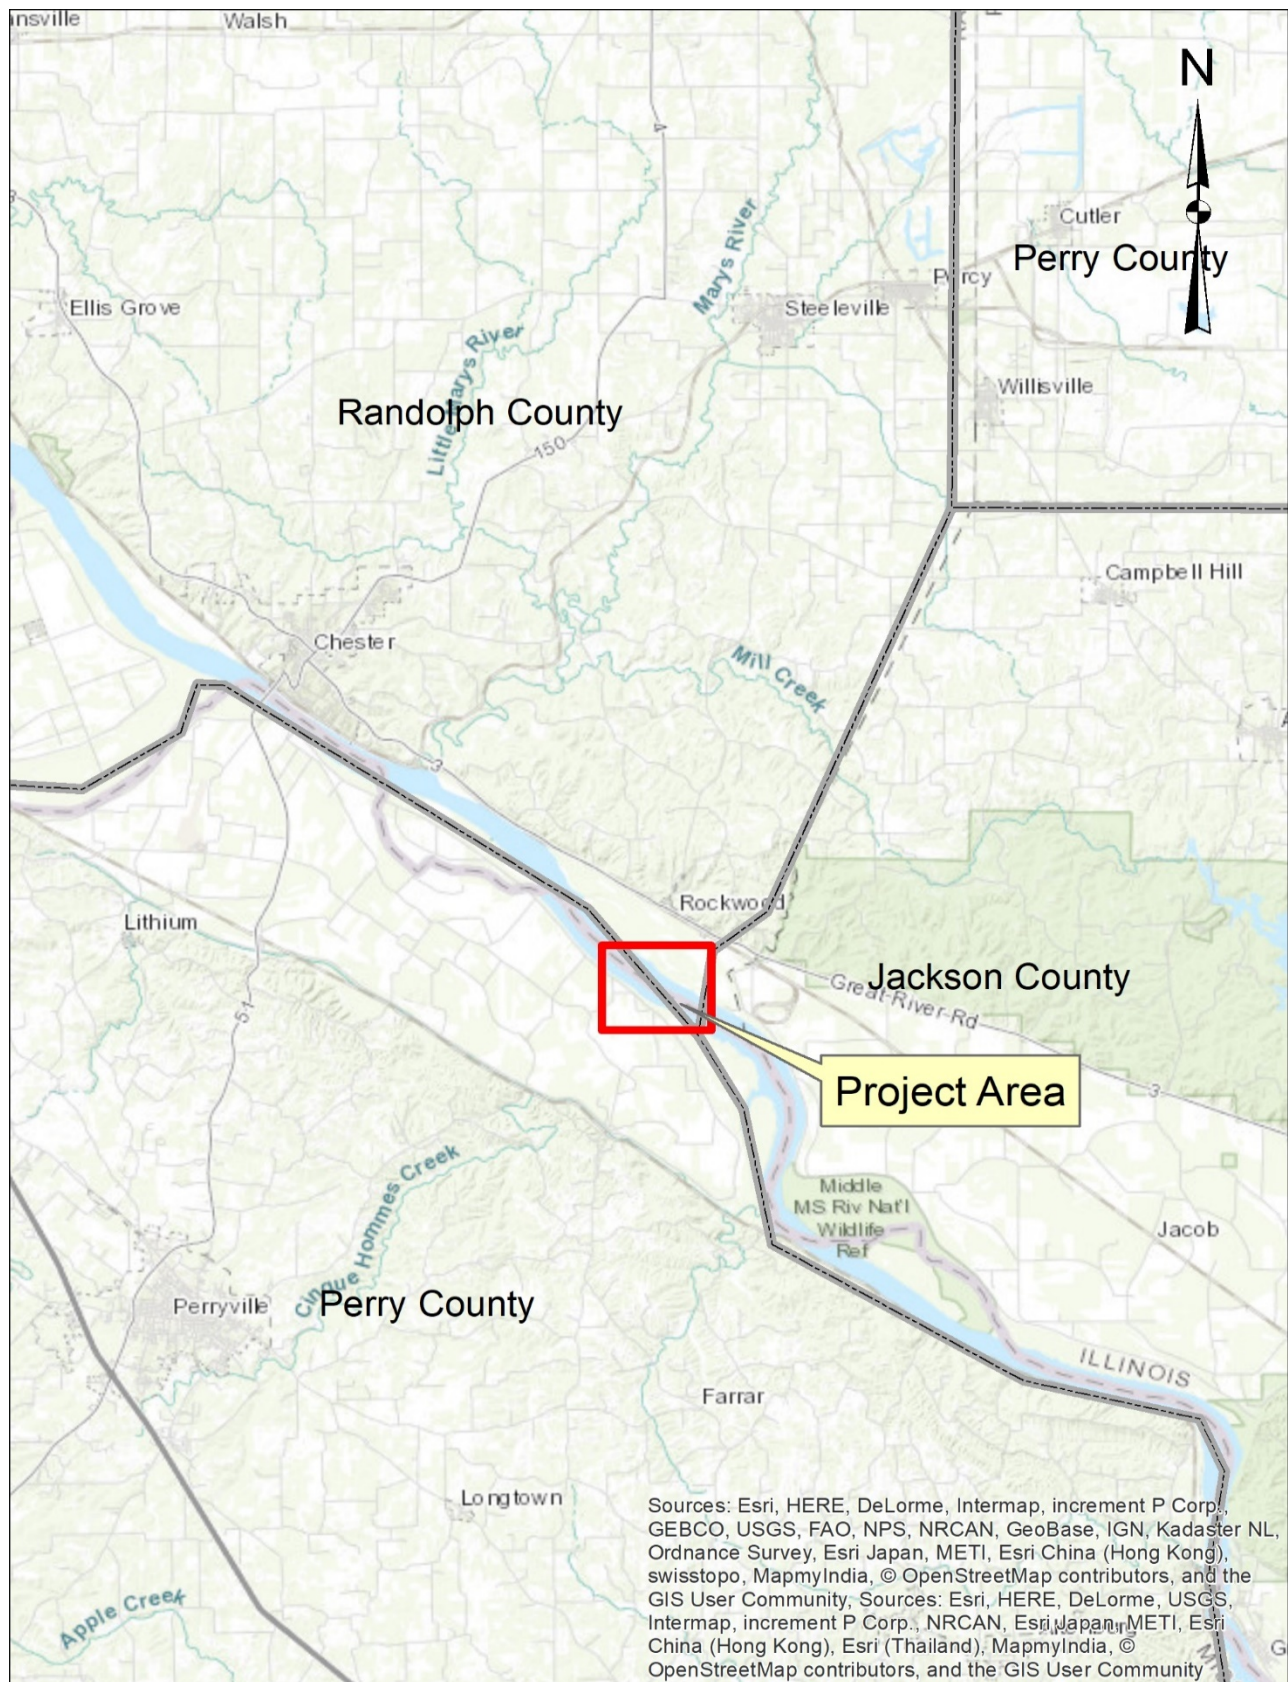 nsville
Walsh
N
4
3
Cutler
Perry County
Marys River
Percy
Ellis Grove
Steeleville
Little Marys River
Willisville
Randolph County
150
Campbell Hill
Chester
Mill Creek
3
Rockwood
Lithium
Jackson County
Great-River-Rd
51
Project Area
3
Cinque Hommes Creek
Middle
MS Riv Nat'l
Wildlife
Ref
Jacob
Perryville
Perry County
ILLINOIS
Farrar
Longtown
Apple Creek
Sources: Esri, HERE, DeLorme, Intermap, increment P Corp.,
GEBCO, USGS, FAO, NPS, NRCAN, GeoBase, IGN, Kadaster NL,
Ordnance Survey, Esri Japan, METI, Esri China (Hong Kong),
swisstopo, MapmyIndia, © OpenStreetMap contributors, and the
GIS User Community, Sources: Esri, HERE, DeLorme, USGS,
Intermap, increment P Corp., NRCAN, Esri Japan, METI, Esri
China (Hong Kong), Esri (Thailand), MapmyIndia, ©
OpenStreetMap contributors, and the GIS User Community